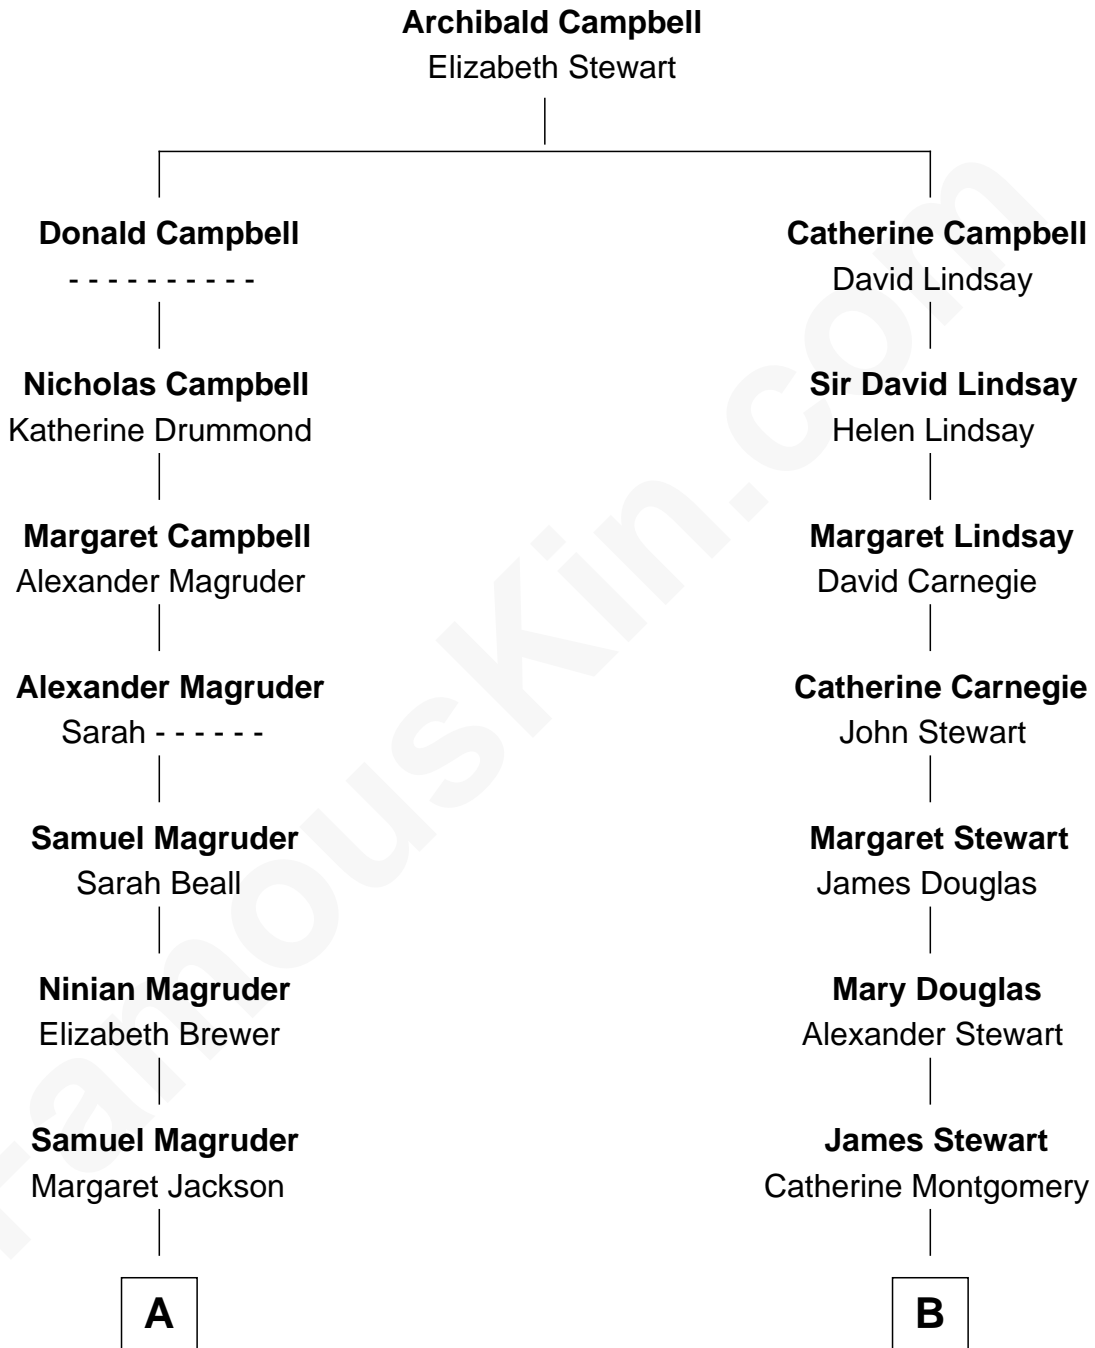 Archibald Campbell
Elizabeth Stewart
Donald Campbell
- - - - - - - - - -
Nicholas Campbell
Katherine Drummond
Margaret Campbell
Alexander Magruder
Alexander Magruder
Sarah - - - - - -
Samuel Magruder
Sarah Beall
Ninian Magruder
Elizabeth Brewer
Samuel Magruder
Margaret Jackson
A
Catherine Campbell
David Lindsay
Sir David Lindsay
Helen Lindsay
Margaret Lindsay
David Carnegie
Catherine Carnegie
John Stewart
Margaret Stewart
James Douglas
Mary Douglas
Alexander Stewart
James Stewart
Catherine Montgomery
B
FamousKin.com